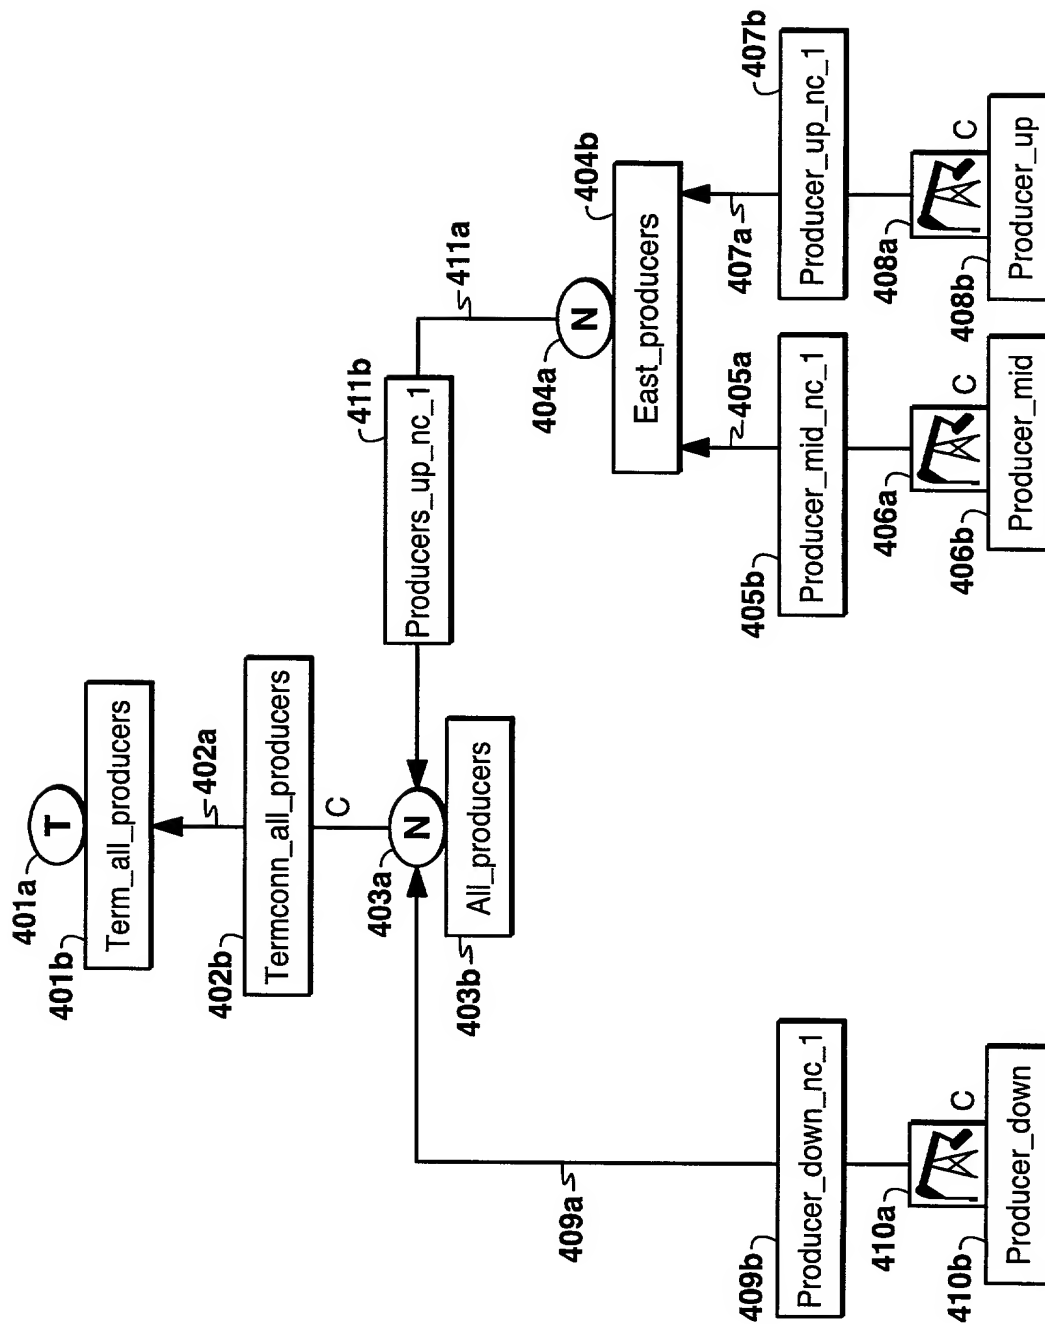 401a
T
401b
Term_all_producers
402a
402b
Termconn_all_producers
C
403a
N
403b
All_producers
411b
Producers_up_nc_1
411a
404a
N
404b
East_producers
409a
405a
407a
409b
Producer_down_nc_1
405b
Producer_mid_nc_1
407b
Producer_up_nc_1
410a
C
410b
Producer_down
406a
C
406b
Producer_mid
408a
C
408b
Producer_up